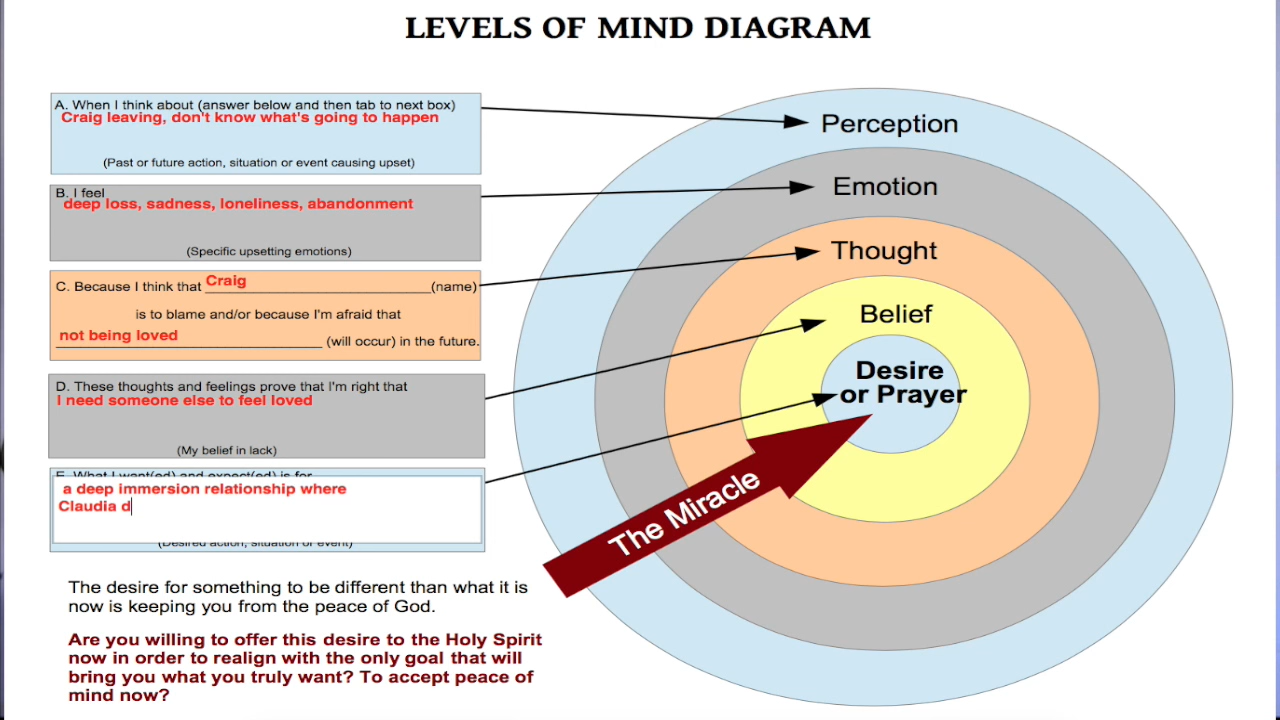 LEVELS OF MIND DIAGRAM
A. When I think about (answer below and then tab to next box)
Craig leaving, don't know what's going to happen
(Past or future action, situation or event causing upset)
B. I feel
deep loss, sadness, loneliness, abandonment
(Specific upsetting emotions)
C. Because I think that Craig (name)
is to blame and/or because I'm afraid that
not being loved (will occur) in the future.
D. These thoughts and feelings prove that I'm right that
I need someone else to feel loved
(My belief in lack)
E. What I want(ed) and expect(ed) is for
a deep immersion relationship where
Claudia d
(Desired action, situation or event)
The desire for something to be different than what it is
now is keeping you from the peace of God.
Are you willing to offer this desire to the Holy Spirit
now in order to realign with the only goal that will
bring you what you truly want? To accept peace of
mind now?
Perception
Emotion
Thought
Belief
Desire
or Prayer
The Miracle